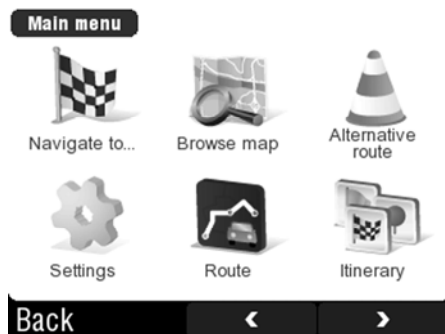 Main menu
Navigate to...
Browse map
Alternative
route
Settings
Route
Itinerary
Back